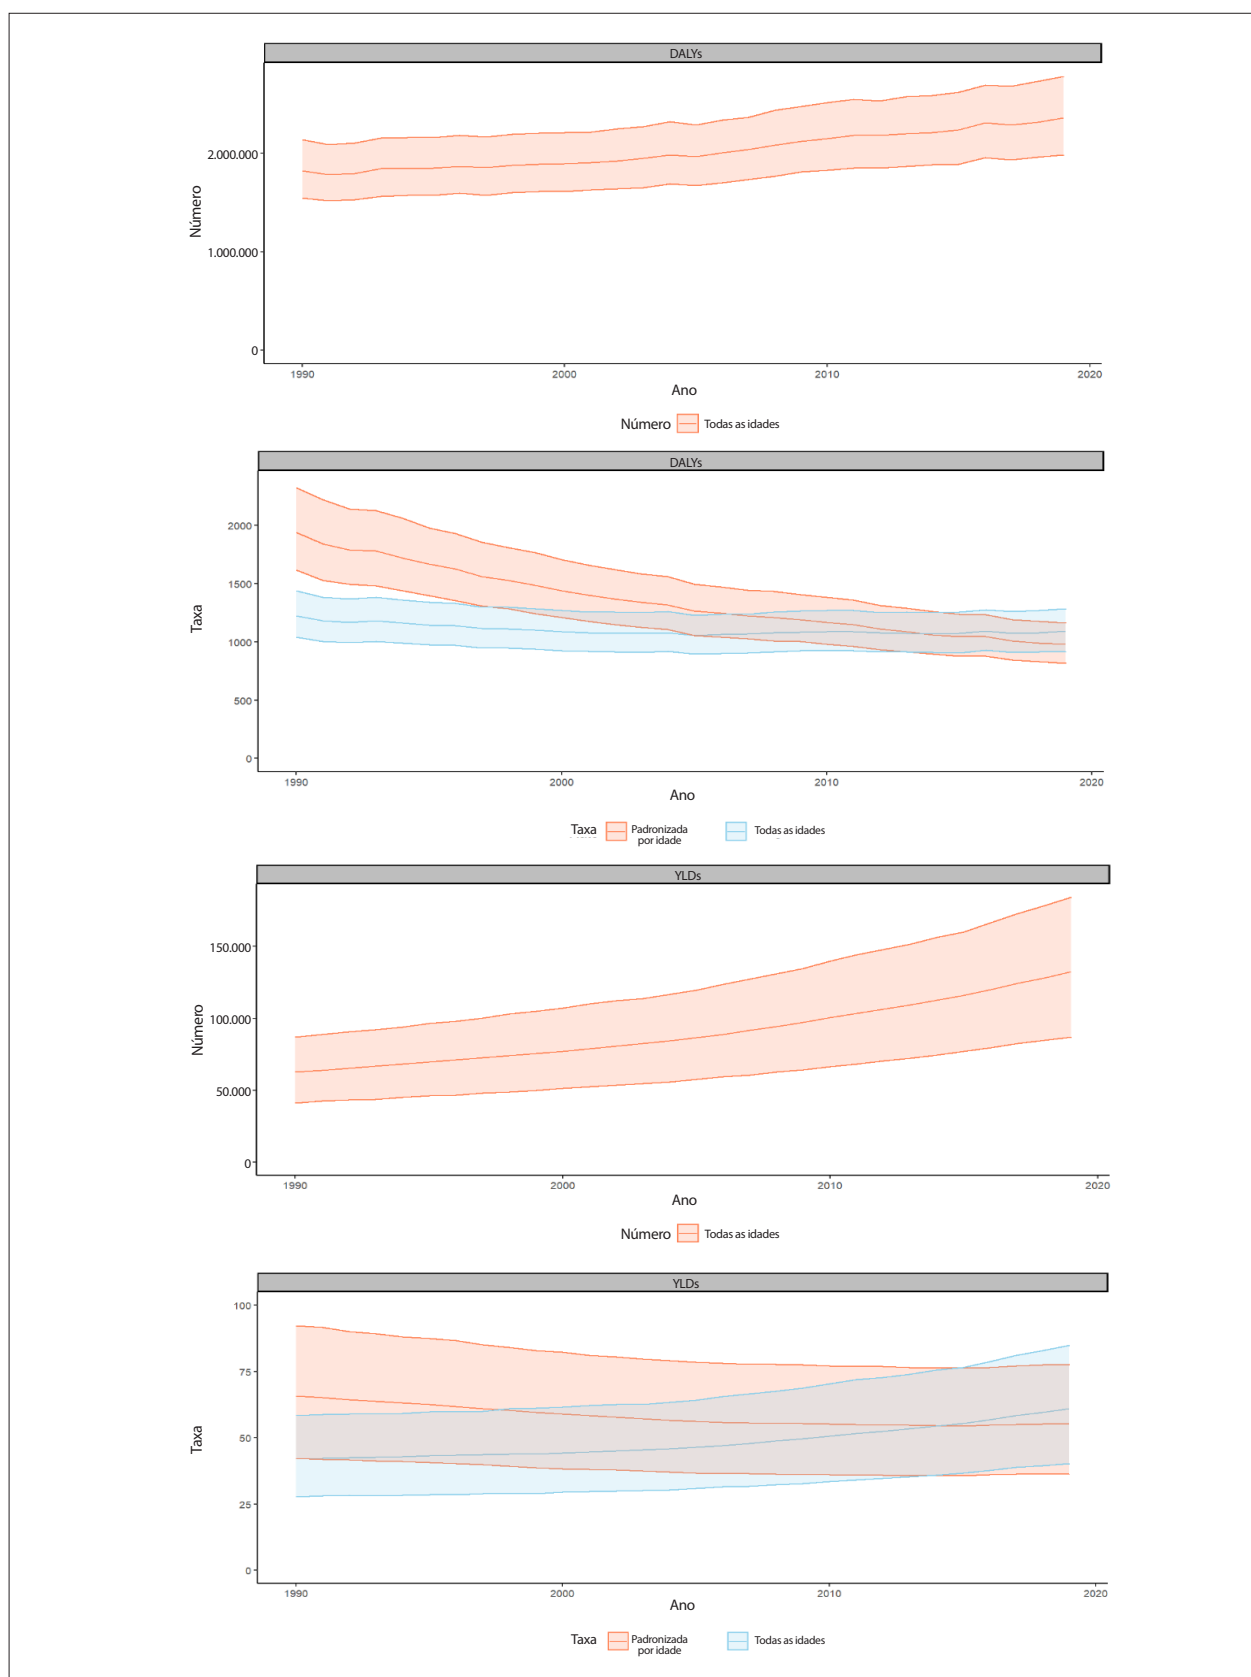 DALYs
2.000.000
1.000.000
0
Número
1990
2000
2010
2020
Ano
Número
Todas as idades
DALYs
2000
1500
1000
500
0
Taxa
1990
2000
2010
2020
Ano
Taxa
Padronizada
por idade
Todas as idades
YLDs
150.000
100.000
50.000
0
Número
1990
2000
2010
2020
Ano
Número
Todas as idades
YLDs
100
75
50
25
0
Taxa
1990
2000
2010
2020
Ano
Taxa
Padronizada
por idade
Todas as idades